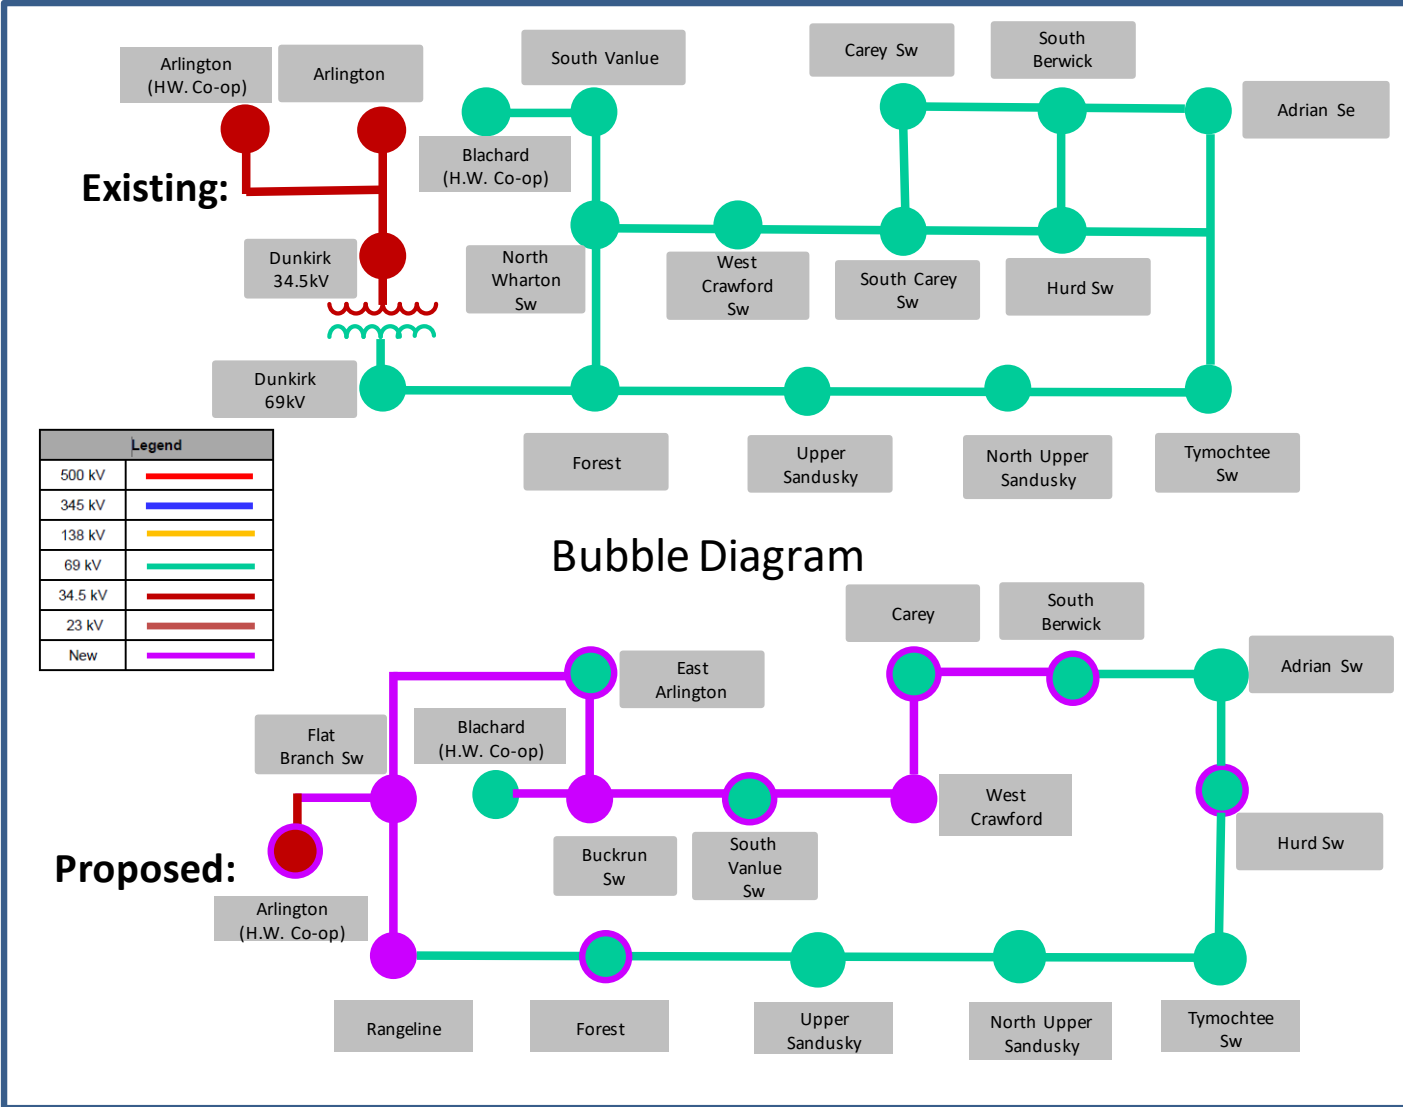 Arlington
(HW. Co-op)
Arlington
South Vanlue
Carey Sw
South
Berwick
Adrian Se
Blachard
(H.W. Co-op)
Existing:
Dunkirk
34.5kV
North
Wharton
Sw
West
Crawford
Sw
South Carey
Sw
Hurd Sw
Dunkirk
69kV
Forest
Upper
Sandusky
North Upper
Sandusky
Tymochtee
Sw
Legend
500 kV
345 kV
138 kV
69 kV
34.5 kV
23 kV
New
Bubble Diagram
Carey
South
Berwick
Adrian Sw
East
Arlington
Flat
Branch Sw
Blachard
(H.W. Co-op)
West
Crawford
Hurd Sw
Proposed:
Buckrun
Sw
South
Vanlue
Sw
Arlington
(H.W. Co-op)
Rangeline
Forest
Upper
Sandusky
North Upper
Sandusky
Tymochtee
Sw